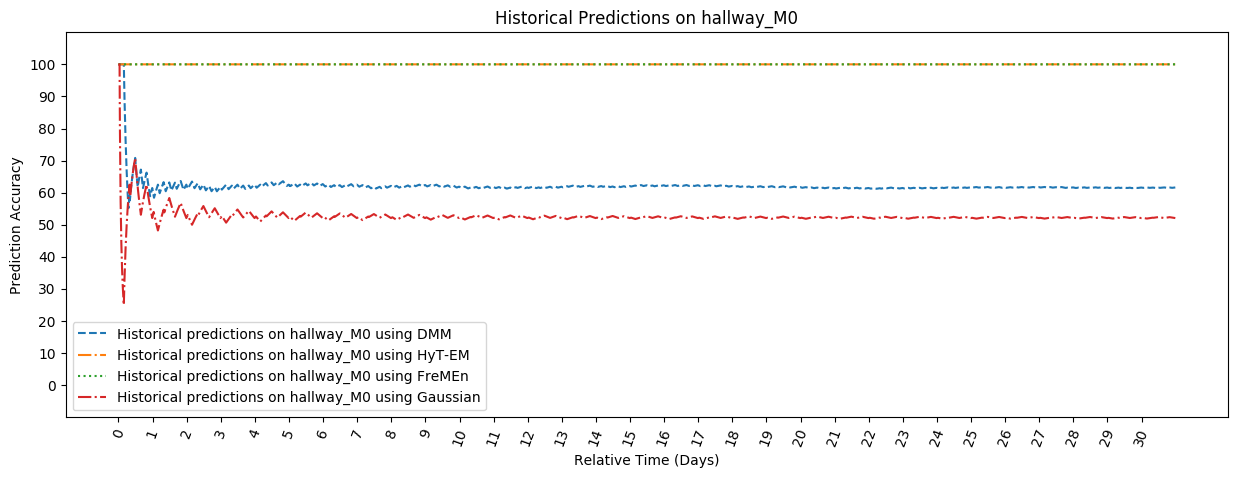 Historical Predictions on hallway_M0
Prediction Accuracy
100
90
80
70
60
50
40
30
20
10
0
Historical predictions on hallway_M0 using DMM
Historical predictions on hallway_M0 using HyT-EM
Historical predictions on hallway_M0 using FreMEn
Historical predictions on hallway_M0 using Gaussian
0 1 2 3 4 5 6 7 8 9 10 11 12 13 14 15 16 17 18 19 20 21 22 23 24 25 26 27 28 29 30
Relative Time (Days)